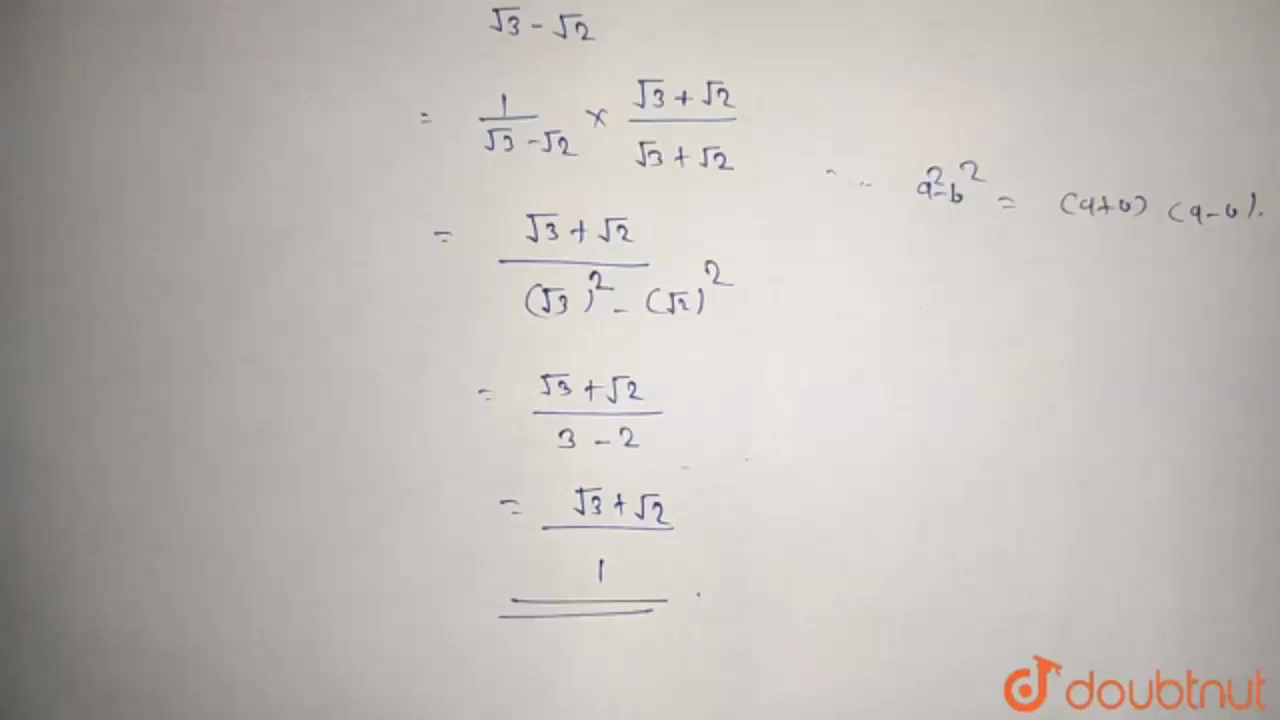 √3 - √2
= 1/(√3 - √2) × (√3 + √2)/(√3 + √2)
∵ a² - b² = (a+b) (a-b).
= (√3 + √2)/((√3)² - (√2)²)
= (√3 + √2)/(3 - 2)
= (√3 + √2)/1
doubtnut